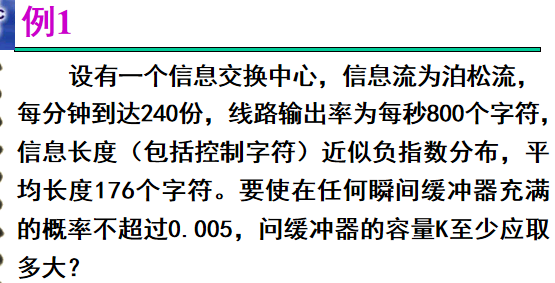 例1
设有一个信息交换中心，信息流为泊松流，
每分钟到达240份，线路输出率为每秒800个字符，
信息长度（包括控制字符）近似负指数分布，平
均长度176个字符。要使在任何瞬间缓冲器充满
的概率不超过0.005，问缓冲器的容量K至少应取
多大？